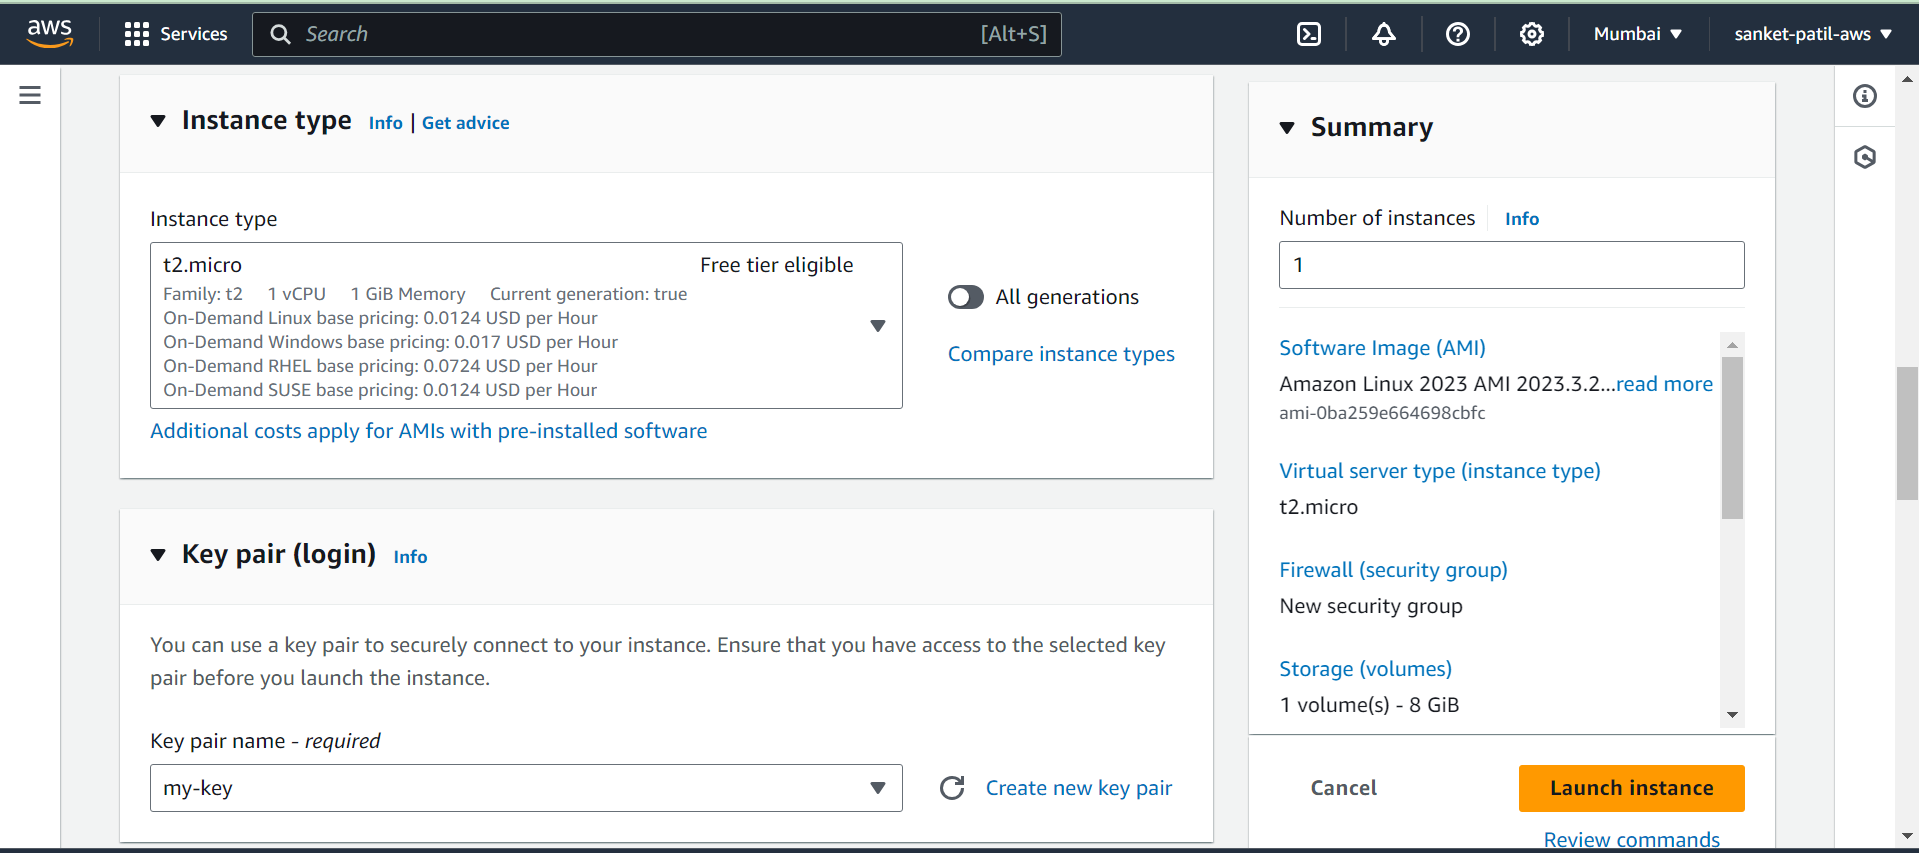 aws
Services
Search [Alt+S]
Mumbai
sanket-patil-aws
Instance type Info | Get advice
Instance type
t2.micro Free tier eligible
Family: t2 1 vCPU 1 GiB Memory Current generation: true
On-Demand Linux base pricing: 0.0124 USD per Hour
On-Demand Windows base pricing: 0.017 USD per Hour
On-Demand RHEL base pricing: 0.0724 USD per Hour
On-Demand SUSE base pricing: 0.0124 USD per Hour
All generations
Compare instance types
Additional costs apply for AMIs with pre-installed software
Key pair (login) Info
You can use a key pair to securely connect to your instance. Ensure that you have access to the selected key
pair before you launch the instance.
Key pair name - required
my-key
Create new key pair
Summary
Number of instances Info
1
Software Image (AMI)
Amazon Linux 2023 AMI 2023.3.2...read more
ami-0ba259e664698cbfc
Virtual server type (instance type)
t2.micro
Firewall (security group)
New security group
Storage (volumes)
1 volume(s) - 8 GiB
Cancel
Launch instance
Review commands